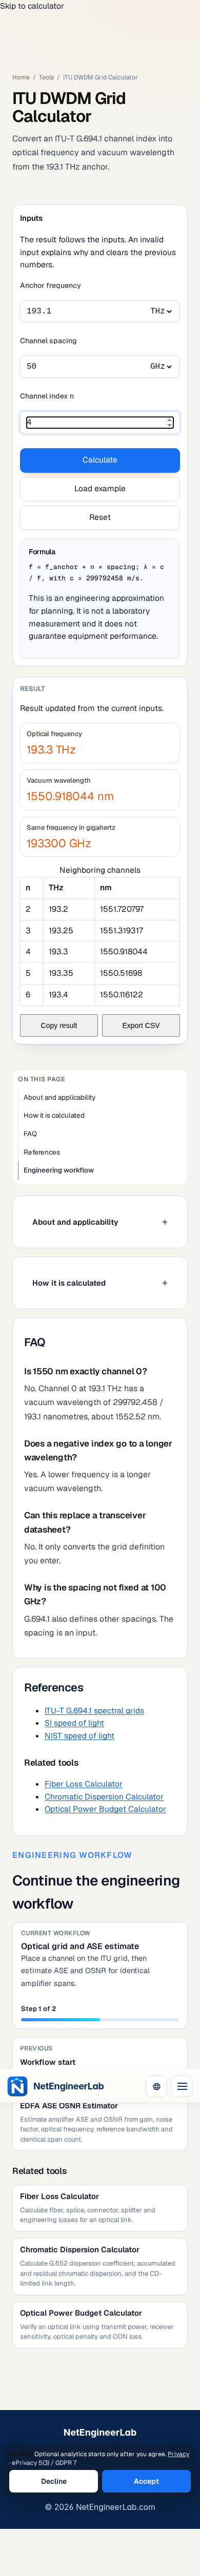 Skip to calculator
Home / Tools / ITU DWDM Grid Calculator
ITU DWDM Grid
Calculator
Convert an ITU-T G.694.1 channel index into
optical frequency and vacuum wavelength
from the 193.1 THz anchor.
Inputs
The result follows the inputs. An invalid
input explains why and clears the previous
numbers.
Anchor frequency
193.1 THz
Channel spacing
50 GHz
Channel index n
4
Calculate
Load example
Reset
Formula
f = f_anchor + n × spacing; λ = c
/ f, with c = 299792458 m/s.
This is an engineering approximation
for planning. It is not a laboratory
measurement and it does not
guarantee equipment performance.
RESULT
Result updated from the current inputs.
Optical frequency
193.3 THz
Vacuum wavelength
1550.918044 nm
Same frequency in gigahertz
193300 GHz
Neighboring channels
n THz nm
2 193.2 1551.720797
3 193.25 1551.319317
4 193.3 1550.918044
5 193.35 1550.51698
6 193.4 1550.116122
Copy result Export CSV
ON THIS PAGE
About and applicability
How it is calculated
FAQ
References
Engineering workflow
About and applicability +
How it is calculated +
FAQ
Is 1550 nm exactly channel 0?
No. Channel 0 at 193.1 THz has a
vacuum wavelength of 299792.458 /
193.1 nanometres, about 1552.52 nm.
Does a negative index go to a longer
wavelength?
Yes. A lower frequency is a longer
vacuum wavelength.
Can this replace a transceiver
datasheet?
No. It only converts the grid definition
you enter.
Why is the spacing not fixed at 100
GHz?
G.694.1 also defines other spacings. The
spacing is an input.
References
• ITU-T G.694.1 spectral grids
• SI speed of light
• NIST speed of light
Related tools
• Fiber Loss Calculator
• Chromatic Dispersion Calculator
• Optical Power Budget Calculator
ENGINEERING WORKFLOW
Continue the engineering
workflow
CURRENT WORKFLOW
Optical grid and ASE estimate
Place a channel on the ITU grid, then
estimate ASE and OSNR for identical
amplifier spans.
Step 1 of 2
PREVIOUS
Workflow start
NetEngineerLab
EDFA ASE OSNR Estimator
Estimate amplifier ASE and OSNR from gain, noise
factor, optical frequency, reference bandwidth and
identical span count.
Related tools
Fiber Loss Calculator
Calculate fiber, splice, connector, splitter and
engineering losses for an optical link.
Chromatic Dispersion Calculator
Calculate G.652 dispersion coefficient, accumulated
and residual chromatic dispersion, and the CD-
limited link length.
Optical Power Budget Calculator
Verify an optical link using transmit power, receiver
sensitivity, optical penalty and ODN loss.
NetEngineerLab
Optional analytics starts only after you agree. Privacy
· ePrivacy 5(3) / GDPR 7
Decline Accept
© 2026 NetEngineerLab.com